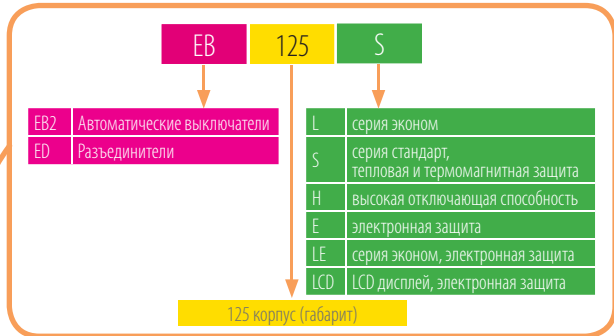 EB 125 S
EB2 Автоматические выключатели
ED Разъединители
L серия эконом
S серия стандарт,
тепловая и термомагнитная защита
H высокая отключающая способность
E электронная защита
LE серия эконом, электронная защита
LCD LCD дисплей, электронная защита
125 корпус (габарит)